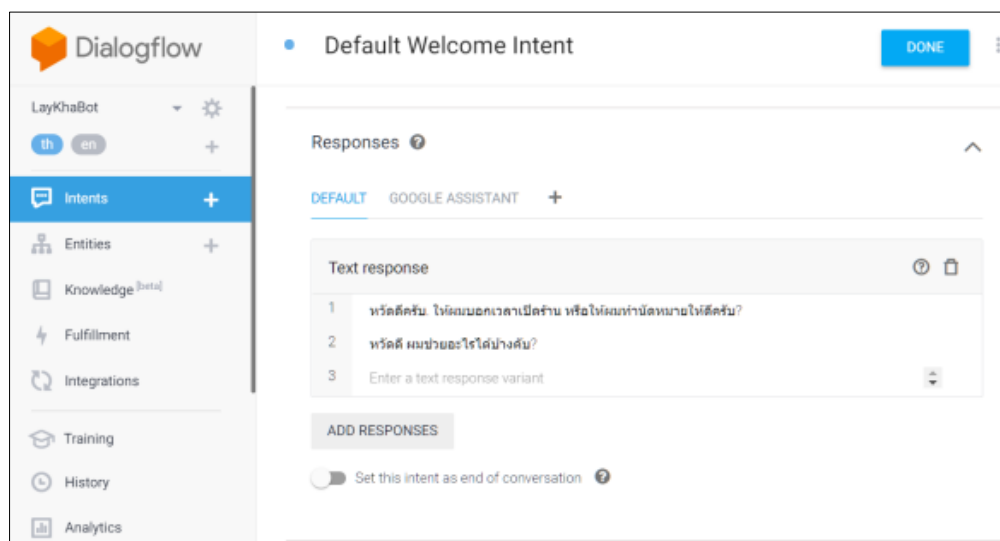 Dialogflow
Default Welcome Intent
DONE
LayKhaBot
th en
Intents
Entities
Knowledge [beta]
Fulfillment
Integrations
Training
History
Analytics
Responses
DEFAULT GOOGLE ASSISTANT
Text response
1 หวัดดีครับ. ให้ผมบอกเวลาเปิดร้าน หรือให้ผมทำนัดหมายให้ดีครับ?
2 หวัดดี ผมช่วยอะไรได้บ้างคับ?
3 Enter a text response variant
ADD RESPONSES
Set this intent as end of conversation